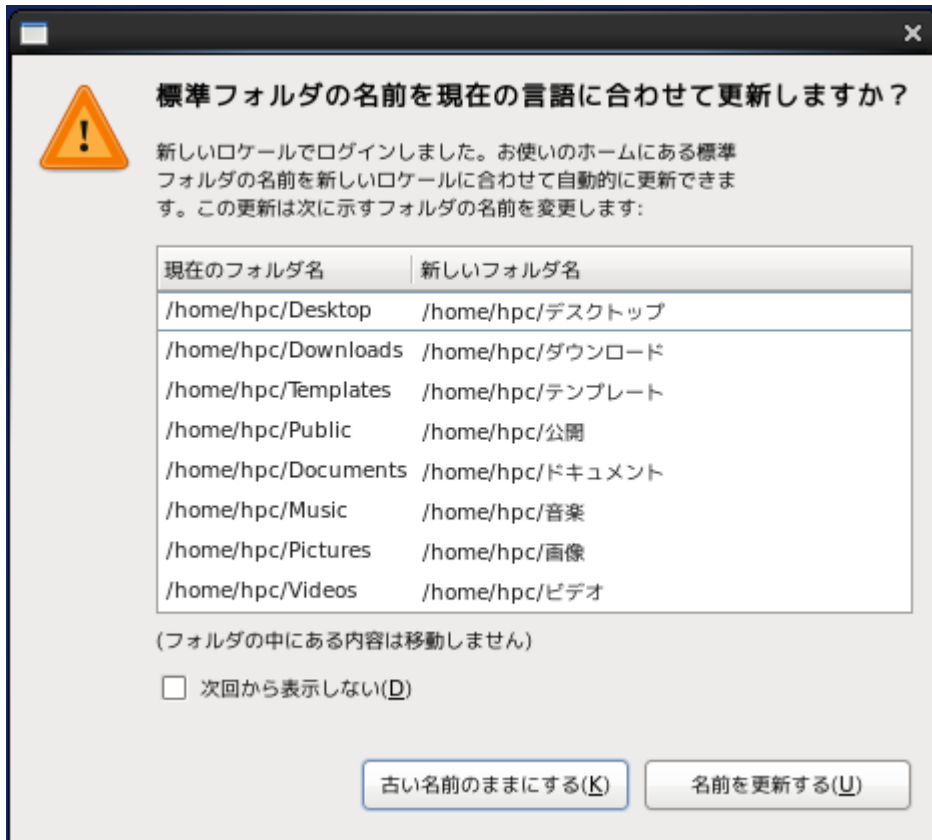 標準フォルダの名前を現在の言語に合わせて更新しますか？
新しいロケールでログインしました。お使いのホームにある標準
フォルダの名前を新しいロケールに合わせて自動的に更新できま
す。この更新は次に示すフォルダの名前を変更します:
現在のフォルダ名 新しいフォルダ名
/home/hpc/Desktop /home/hpc/デスクトップ
/home/hpc/Downloads /home/hpc/ダウンロード
/home/hpc/Templates /home/hpc/テンプレート
/home/hpc/Public /home/hpc/公開
/home/hpc/Documents /home/hpc/ドキュメント
/home/hpc/Music /home/hpc/音楽
/home/hpc/Pictures /home/hpc/画像
/home/hpc/Videos /home/hpc/ビデオ
(フォルダの中にある内容は移動しません)
次回から表示しない(D)
古い名前のままにする(K) 名前を更新する(U)